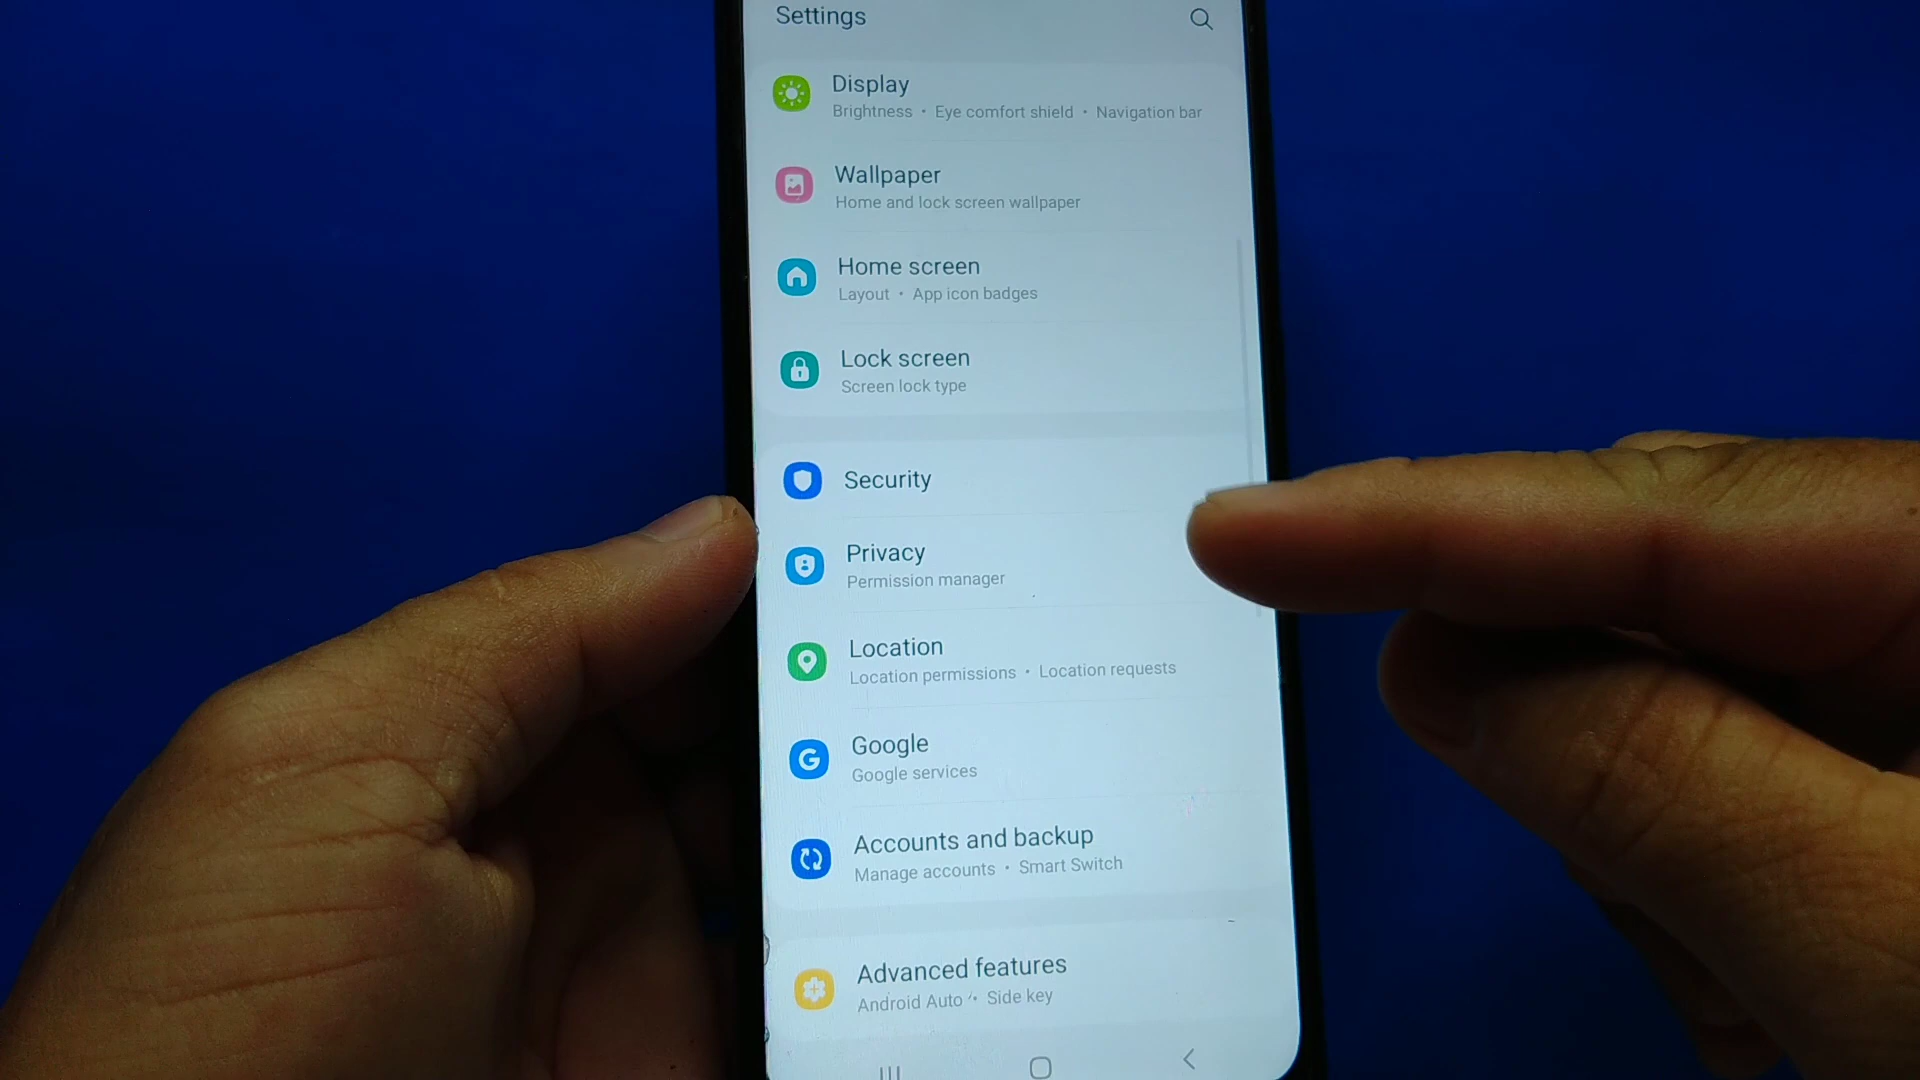 Settings
Display
Brightness • Eye comfort shield • Navigation bar
Wallpaper
Home and lock screen wallpaper
Home screen
Layout • App icon badges
Lock screen
Screen lock type
Security
Privacy
Permission manager
Location
Location permissions • Location requests
Google
Google services
Accounts and backup
Manage accounts • Smart Switch
Advanced features
Android Auto • Side key